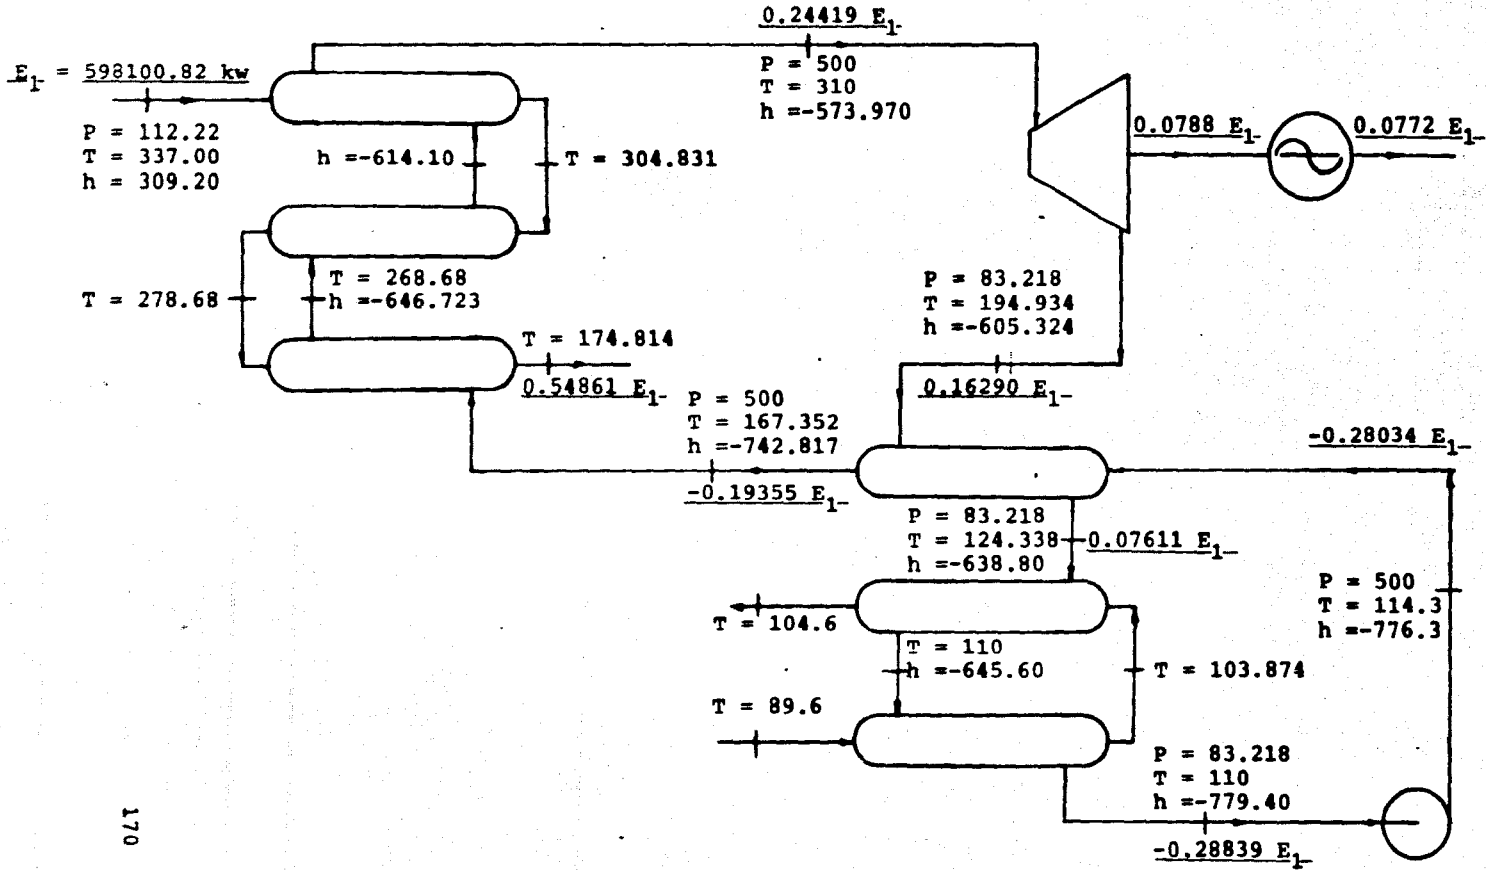 0.24419 E1-
E1- = 598100.82 kw
P = 500
T = 310
h =-573.970
P = 112.22
T = 337.00
h = 309.20
h =-614.10
T = 304.831
0.0788 E1-
0.0772 E1-
T = 278.68
T = 268.68
h =-646.723
P = 83.218
T = 194.934
h =-605.324
T = 174.814
0.54861 E1-
0.16290 E1-
P = 500
T = 167.352
h =-742.817
-0.19355 E1-
-0.28034 E1-
P = 83.218
T = 124.338
h =-638.80
0.07611 E1-
P = 500
T = 114.3
h =-776.3
T = 104.6
T = 110
h =-645.60
T = 103.874
T = 89.6
P = 83.218
T = 110
h =-779.40
-0.28839 E1-
170